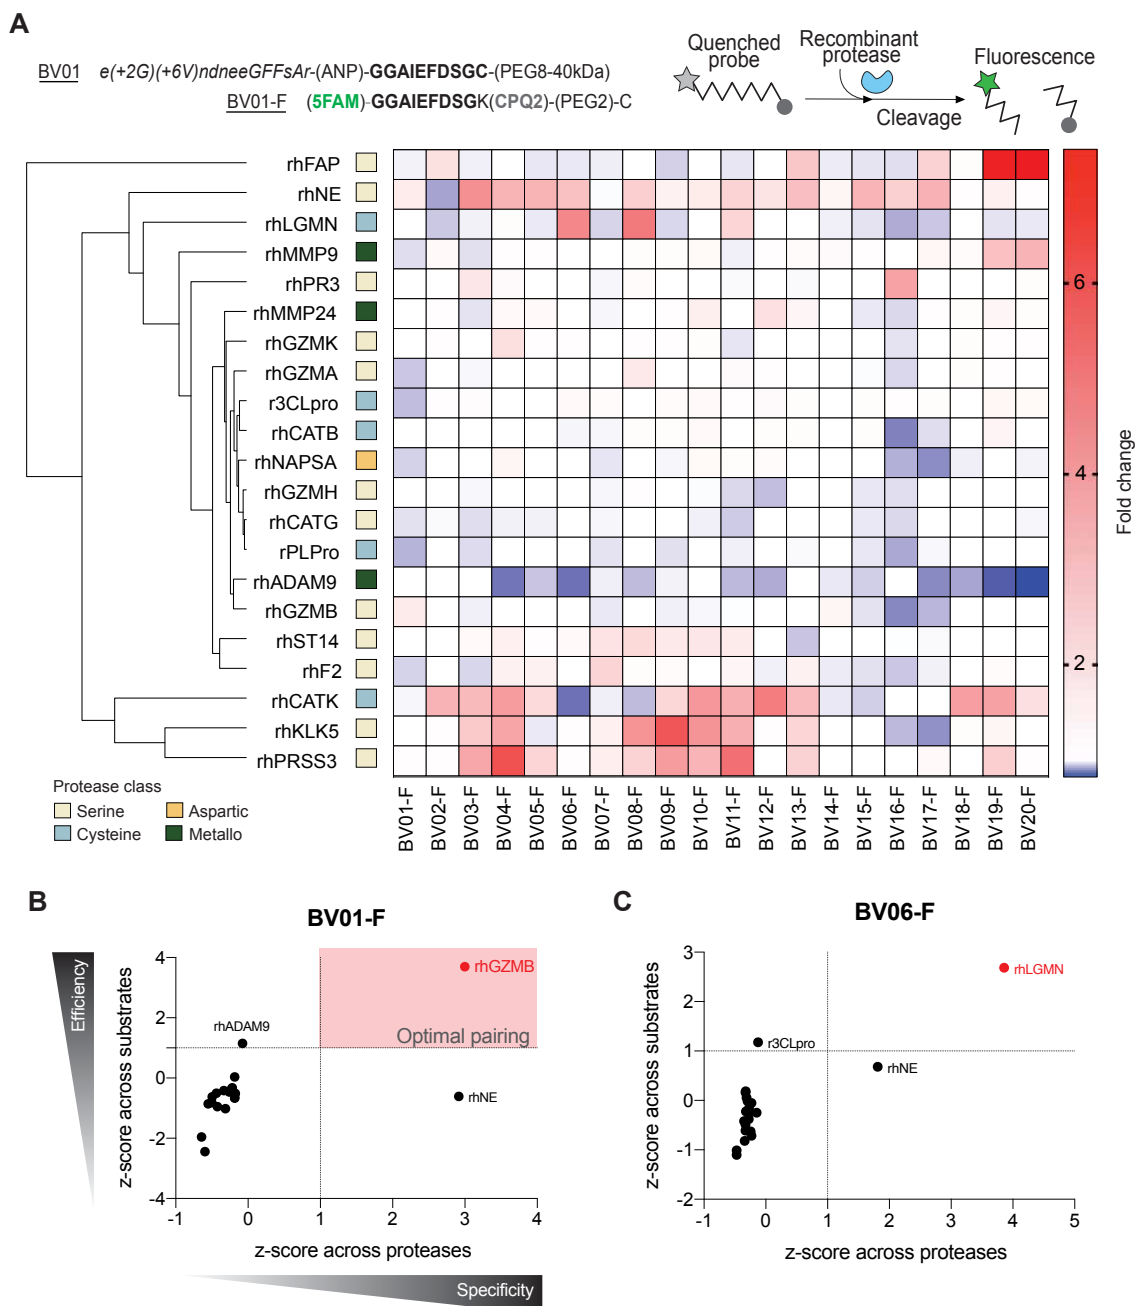 A
BV01 e(+2G)(+6V)ndneeGFFsAr-(ANP)-GGAIEFDSGC-(PEG8-40kDa)
BV01-F (5FAM)-GGAIEFDSGK(CPQ2)-(PEG2)-C
Quenched
probe
Recombinant
protease
Cleavage
Fluorescence
rhFAP
rhNE
rhLGMN
rhMMP9
rhPR3
rhMMP24
rhGZMK
rhGZMA
r3CLpro
rhCATB
rhNAPSA
rhGZMH
rhCATG
rPLPro
rhADAM9
rhGZMB
rhST14
rhF2
rhCATK
rhKLK5
rhPRSS3
6
4
2
Fold change
BV01-F
BV02-F
BV03-F
BV04-F
BV05-F
BV06-F
BV07-F
BV08-F
BV09-F
BV10-F
BV11-F
BV12-F
BV13-F
BV14-F
BV15-F
BV16-F
BV17-F
BV18-F
BV19-F
BV20-F
Protease class
Serine
Aspartic
Cysteine
Metallo
B
BV01-F
Efficiency
z-score across substrates
4
2
0
-2
-4
rhGZMB
rhADAM9
Optimal pairing
rhNE
-1
0
1
2
3
4
z-score across proteases
Specificity
C
BV06-F
z-score across substrates
3
2
1
0
-1
-2
rhLGMN
r3CLpro
rhNE
-1
0
1
2
3
4
5
z-score across proteases